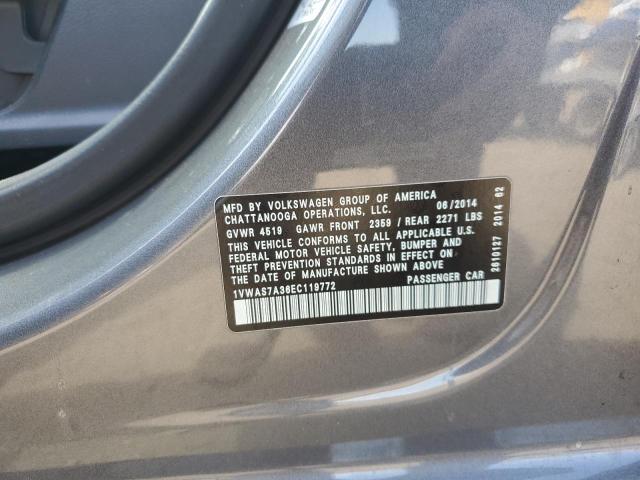 MFD BY VOLKSWAGEN GROUP OF AMERICA
CHATTANOOGA OPERATIONS, LLC. 06/2014
GVWR 4519 GAWR FRONT 2359 / REAR 2271 LBS
THIS VEHICLE CONFORMS TO ALL APPLICABLE U.S.
FEDERAL MOTOR VEHICLE SAFETY, BUMPER AND
THEFT PREVENTION STANDARDS IN EFFECT ON
THE DATE OF MANUFACTURE SHOWN ABOVE
1VWAS7A36EC119772 PASSENGER CAR
2610127 2014 62